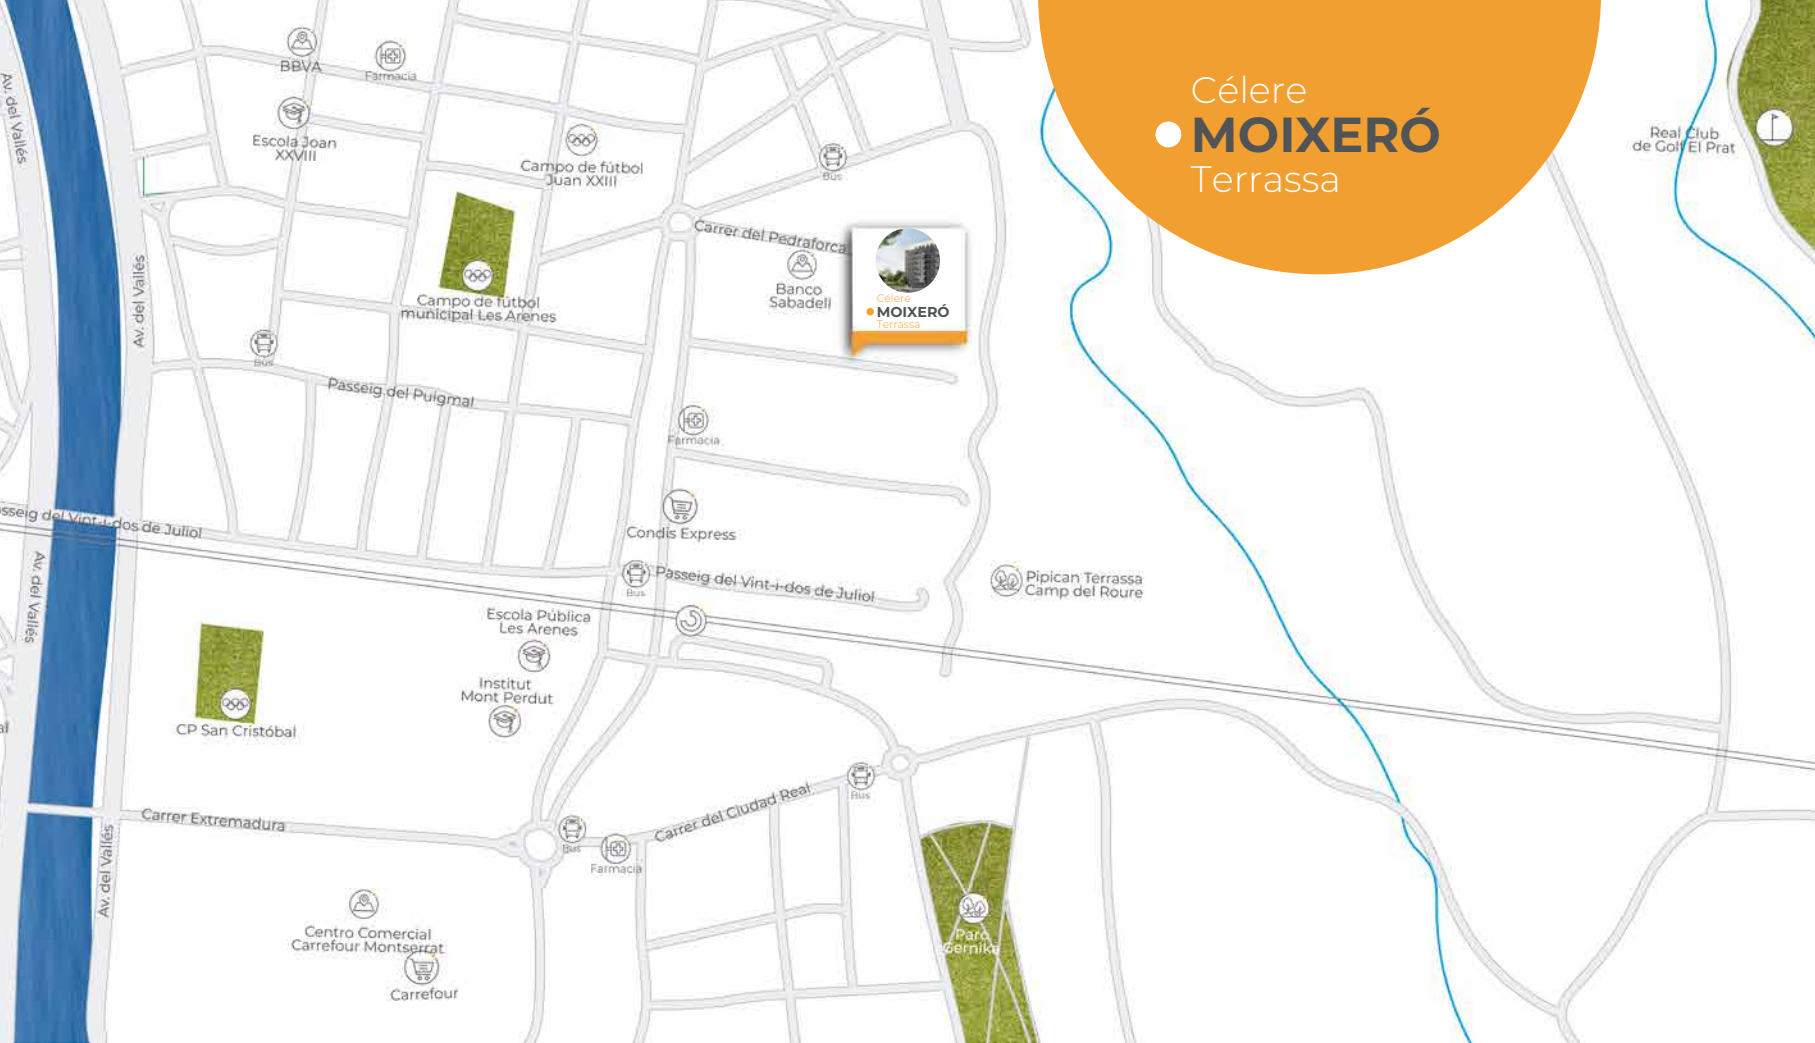 Célere
MOIXERÓ
Terrassa
Av. del Vallés
BBVA
Farmacia
Escola Joan
XXVIII
Campo de fútbol
Juan XXIII
Bus
Real Club
de Golf El Prat
Carrer del Pedraforca
Banco
Sabadell
Célere
MOIXERÓ
Terrassa
Av. del Vallés
Campo de fútbol
municipal Les Arenes
Bus
Passeig del Puigmal
Farmacia
Condis Express
sseig del Vint-i-dos de Juliol
Av. del Vallés
Bus
Passeig del Vint-i-dos de Juliol
Pipican Terrassa
Camp del Roure
Escola Pública
Les Arenes
Institut
Mont Perdut
CP San Cristóbal
al
Bus
Carrer del Ciudad Real
Carrer Extremadura
Bus
Farmacia
Av. del Vallés
Centro Comercial
Carrefour Montserrat
Carrefour
Parc
Gernika